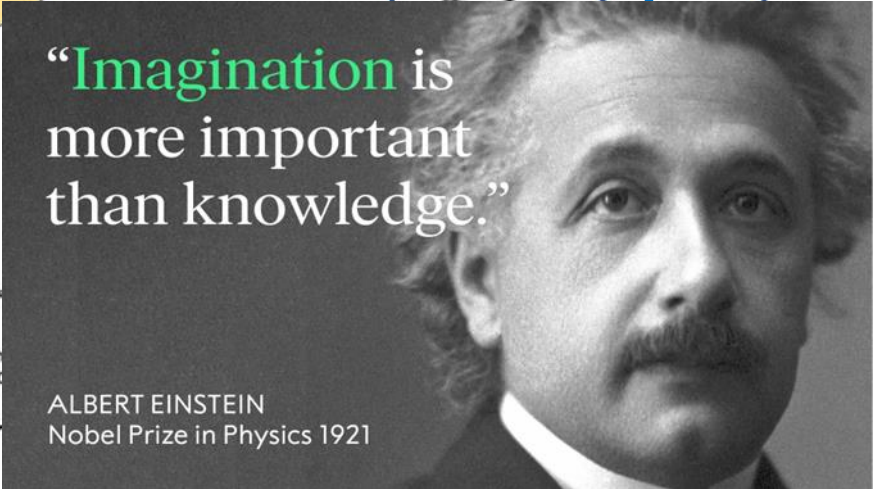 “Imagination is
more important
than knowledge.”
ALBERT EINSTEIN
Nobel Prize in Physics 1921